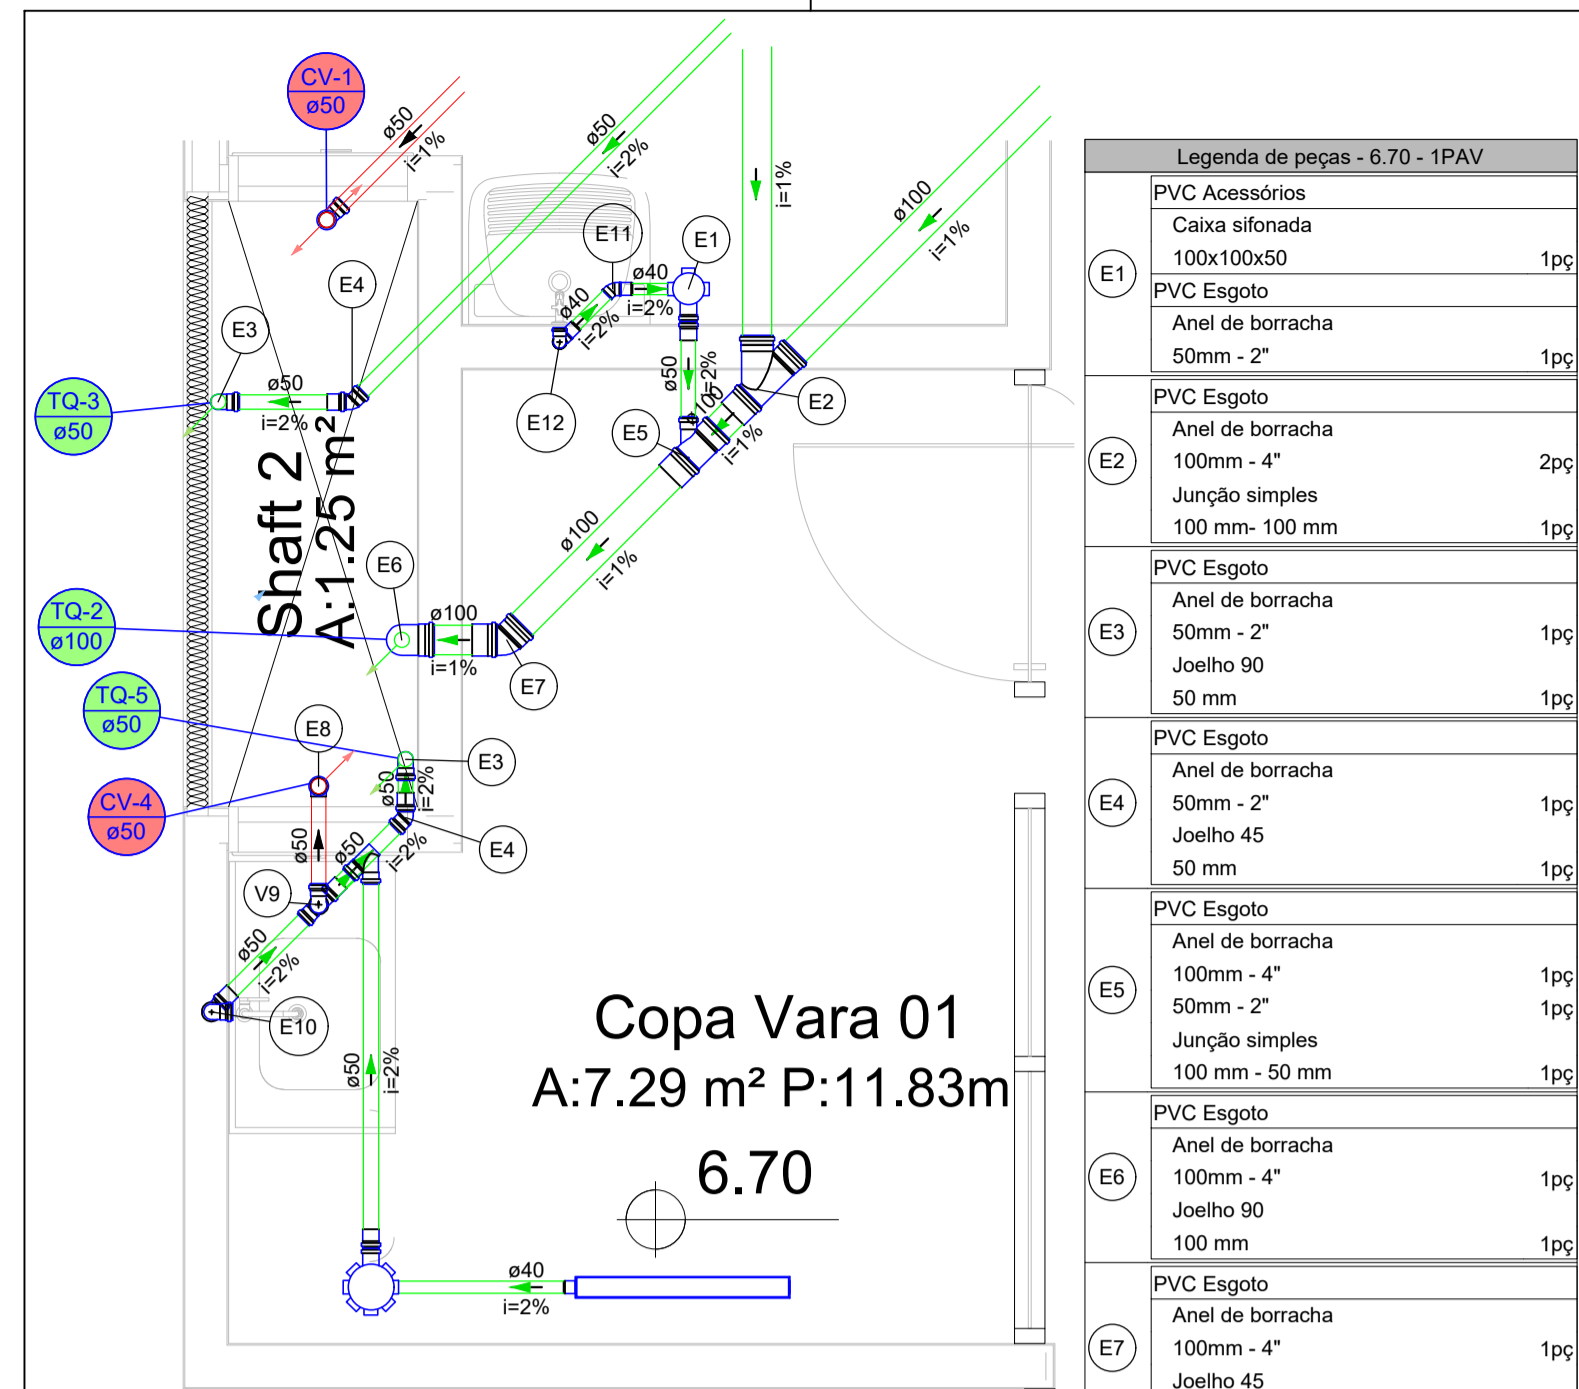 CV-1
ø50
ø50
i=1%
ø50
i=2%
i=1%
ø100
i=1%
E11
E1
ø40
i=2%
ø40
i=2%
E4
E3
ø50
i=2%
TQ-3
ø50
E12
ø50
i=2%
E2
ø100
i=1%
E5
Shaft 2
A:1.25 m²
ø100
i=1%
E6
TQ-2
ø100
ø100
i=1%
E7
TQ-5
ø50
E8
E3
ø50
i=2%
CV-4
ø50
ø50
ø50
i=2%
E4
V9
ø50
i=2%
E10
ø50
i=2%
Copa Vara 01
A:7.29 m² P:11.83m
6.70
ø40
i=2%
Legenda de peças - 6.70 - 1PAV
E1
PVC Acessórios
Caixa sifonada
100x100x50 1pç
PVC Esgoto
Anel de borracha
50mm - 2" 1pç
E2
PVC Esgoto
Anel de borracha
100mm - 4" 2pç
Junção simples
100 mm- 100 mm 1pç
E3
PVC Esgoto
Anel de borracha
50mm - 2" 1pç
Joelho 90
50 mm 1pç
E4
PVC Esgoto
Anel de borracha
50mm - 2" 1pç
Joelho 45
50 mm 1pç
E5
PVC Esgoto
Anel de borracha
100mm - 4" 1pç
50mm - 2" 1pç
Junção simples
100 mm - 50 mm 1pç
E6
PVC Esgoto
Anel de borracha
100mm - 4" 1pç
Joelho 90
100 mm 1pç
E7
PVC Esgoto
Anel de borracha
100mm - 4" 1pç
Joelho 45